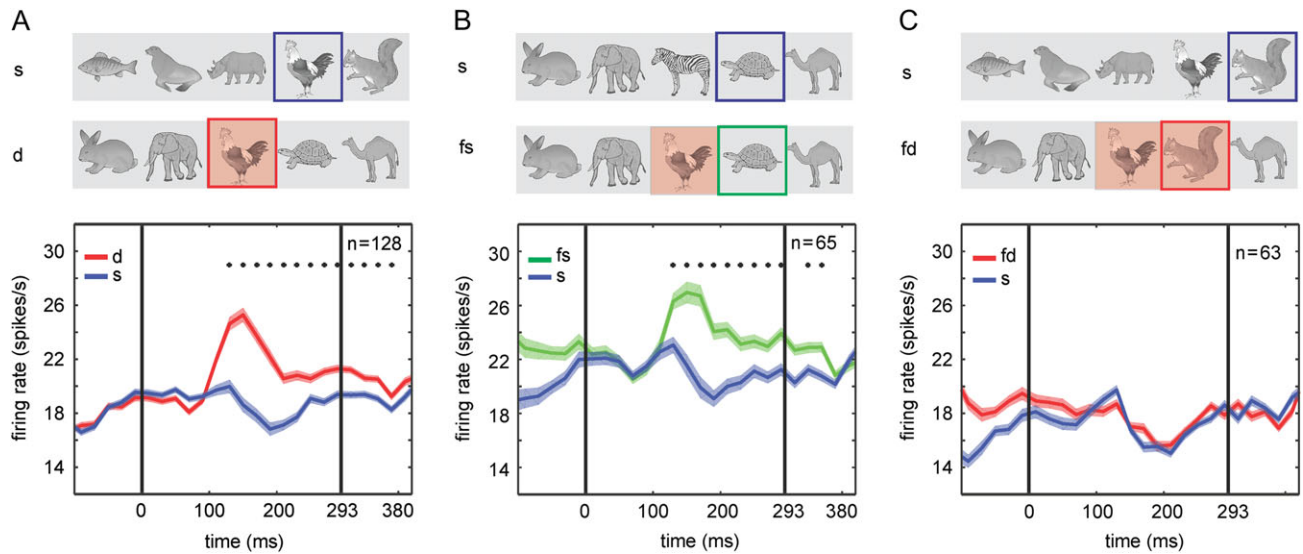 A
s
d
firing rate (spikes/s)
30
26
22
18
14
d
s
n=128
0
100
200
293
380
time (ms)
B
s
fs
firing rate (spikes/s)
30
26
22
18
14
fs
s
n=65
0
100
200
293
380
time (ms)
C
s
fd
firing rate (spikes/s)
30
26
22
18
14
fd
s
n=63
0
100
200
293
time (ms)